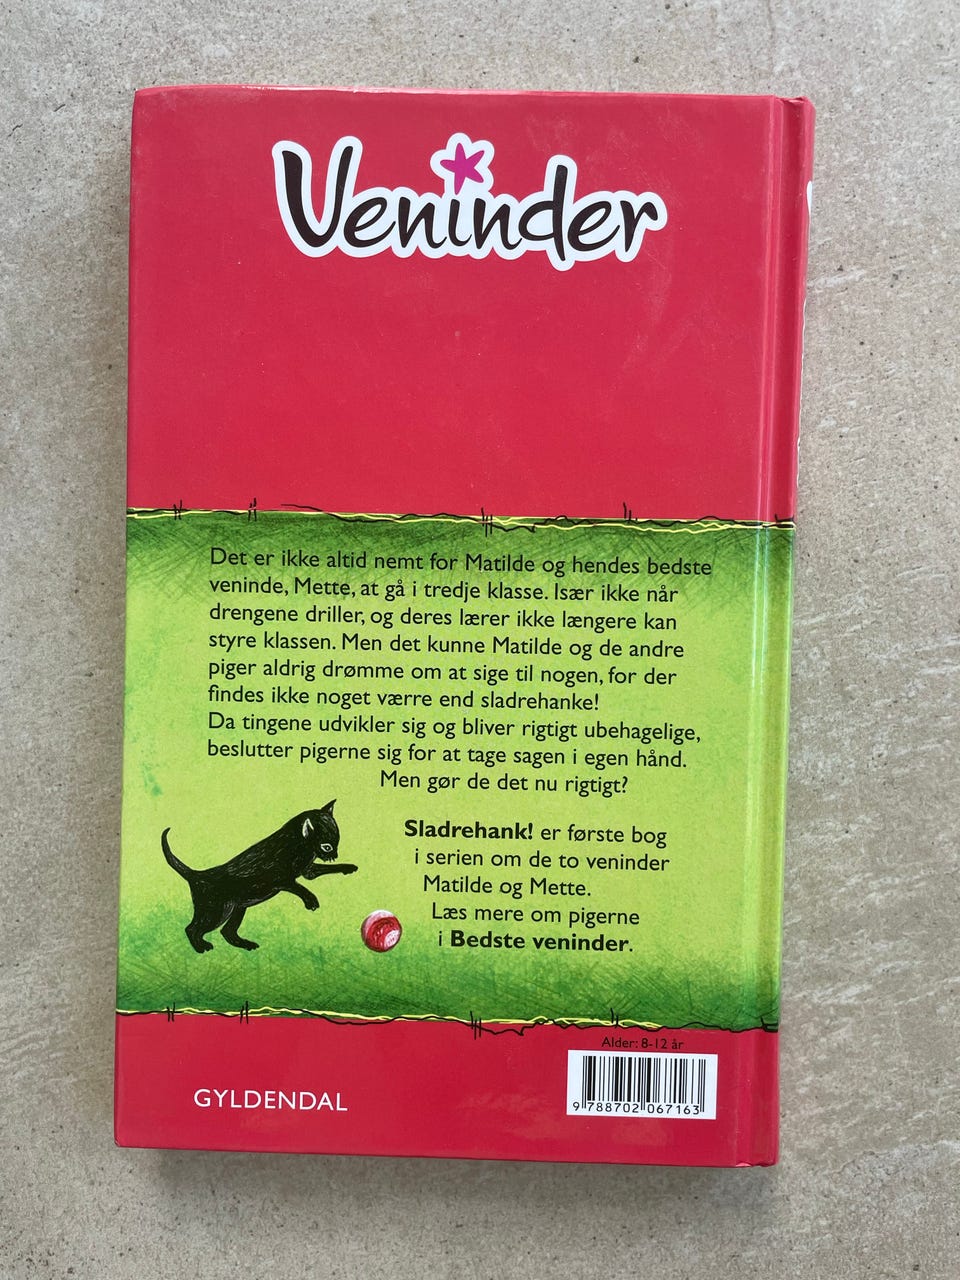 Veninder
Det er ikke altid nemt for Matilde og hendes bedste
veninde, Mette, at gå i tredje klasse. Især ikke når
drengene driller, og deres lærer ikke længere kan
styre klassen. Men det kunne Matilde og de andre
piger aldrig drømme om at sige til nogen, for der
findes ikke noget værre end sladrehanke!
Da tingene udvikler sig og bliver rigtigt ubehagelige,
beslutter pigerne sig for at tage sagen i egen hånd.
Men gør de det nu rigtigt?
Sladrehank! er første bog
i serien om de to veninder
Matilde og Mette.
Læs mere om pigerne
i Bedste veninder.
Alder: 8-12 år
9 788702 067163
GYLDENDAL